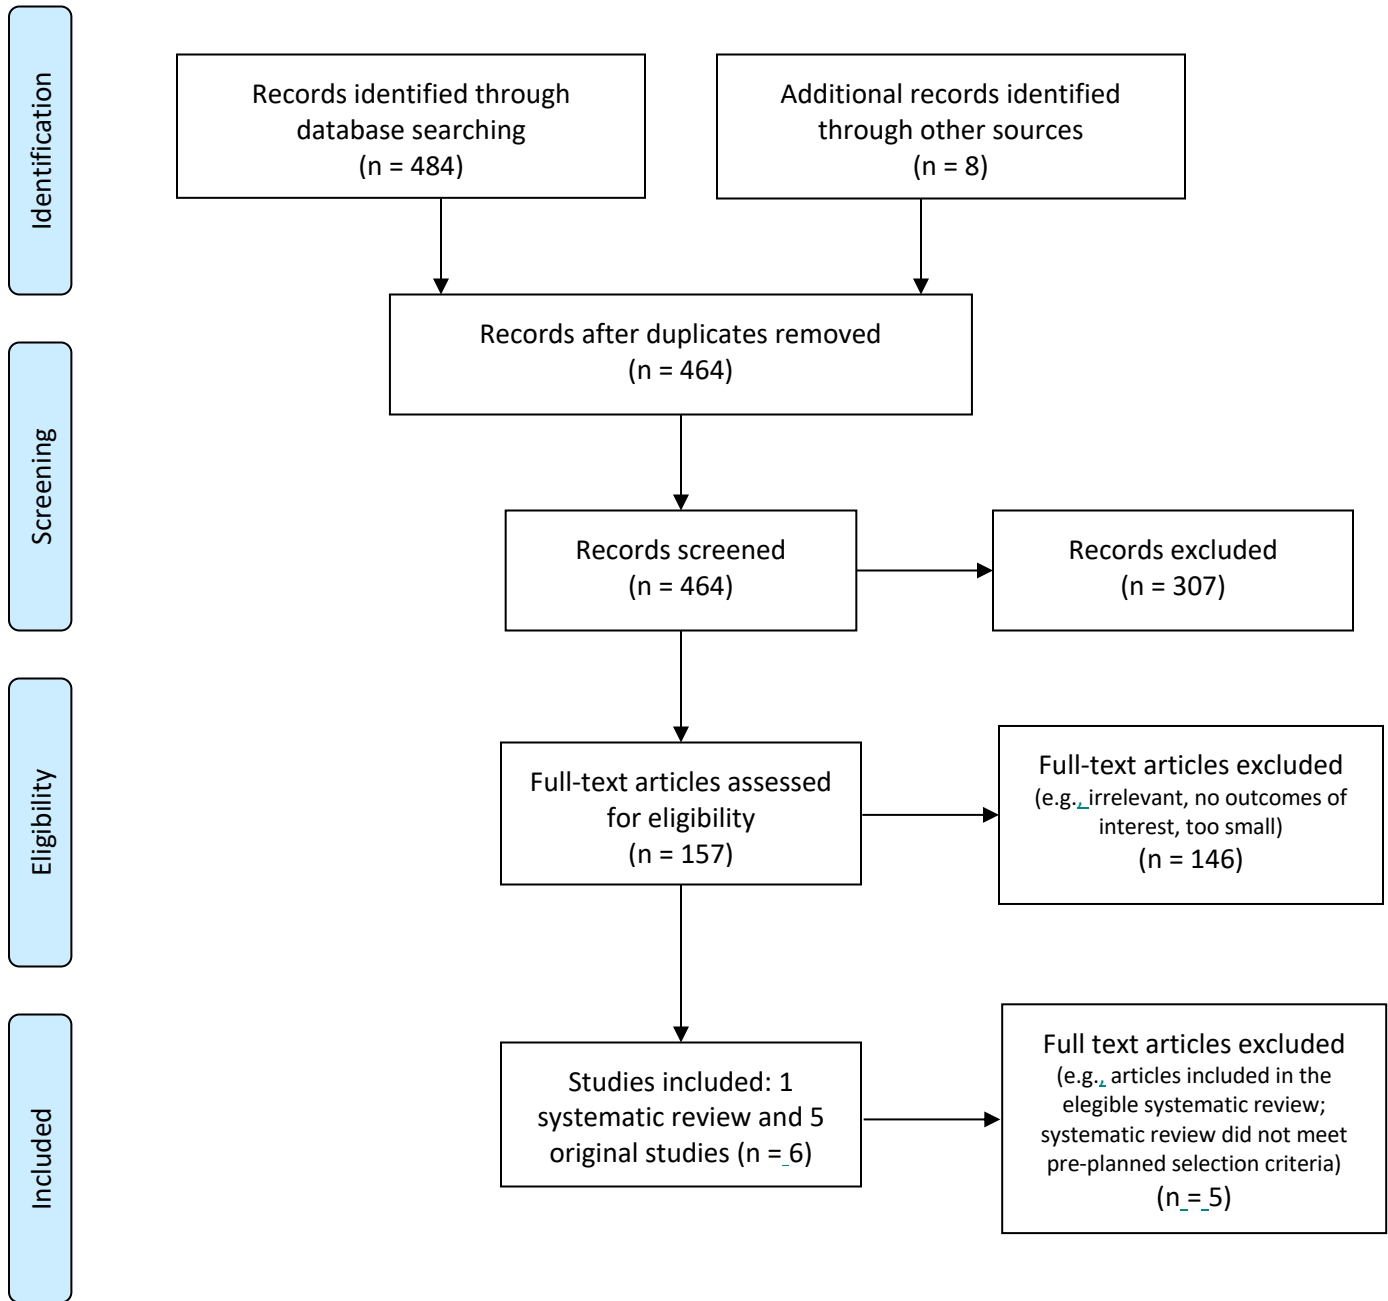 Identification
Records identified through
database searching
(n = 484)
Additional records identified
through other sources
(n = 8)
Records after duplicates removed
(n = 464)
Screening
Records screened
(n = 464)
Records excluded
(n = 307)
Eligibility
Full-text articles assessed
for eligibility
(n = 157)
Full-text articles excluded
(e.g., irrelevant, no outcomes of
interest, too small)
(n = 146)
Included
Studies included: 1
systematic review and 5
original studies (n = 6)
Full text articles excluded
(e.g., articles included in the
elegible systematic review;
systematic review did not meet
pre-planned selection criteria)
(n = 5)